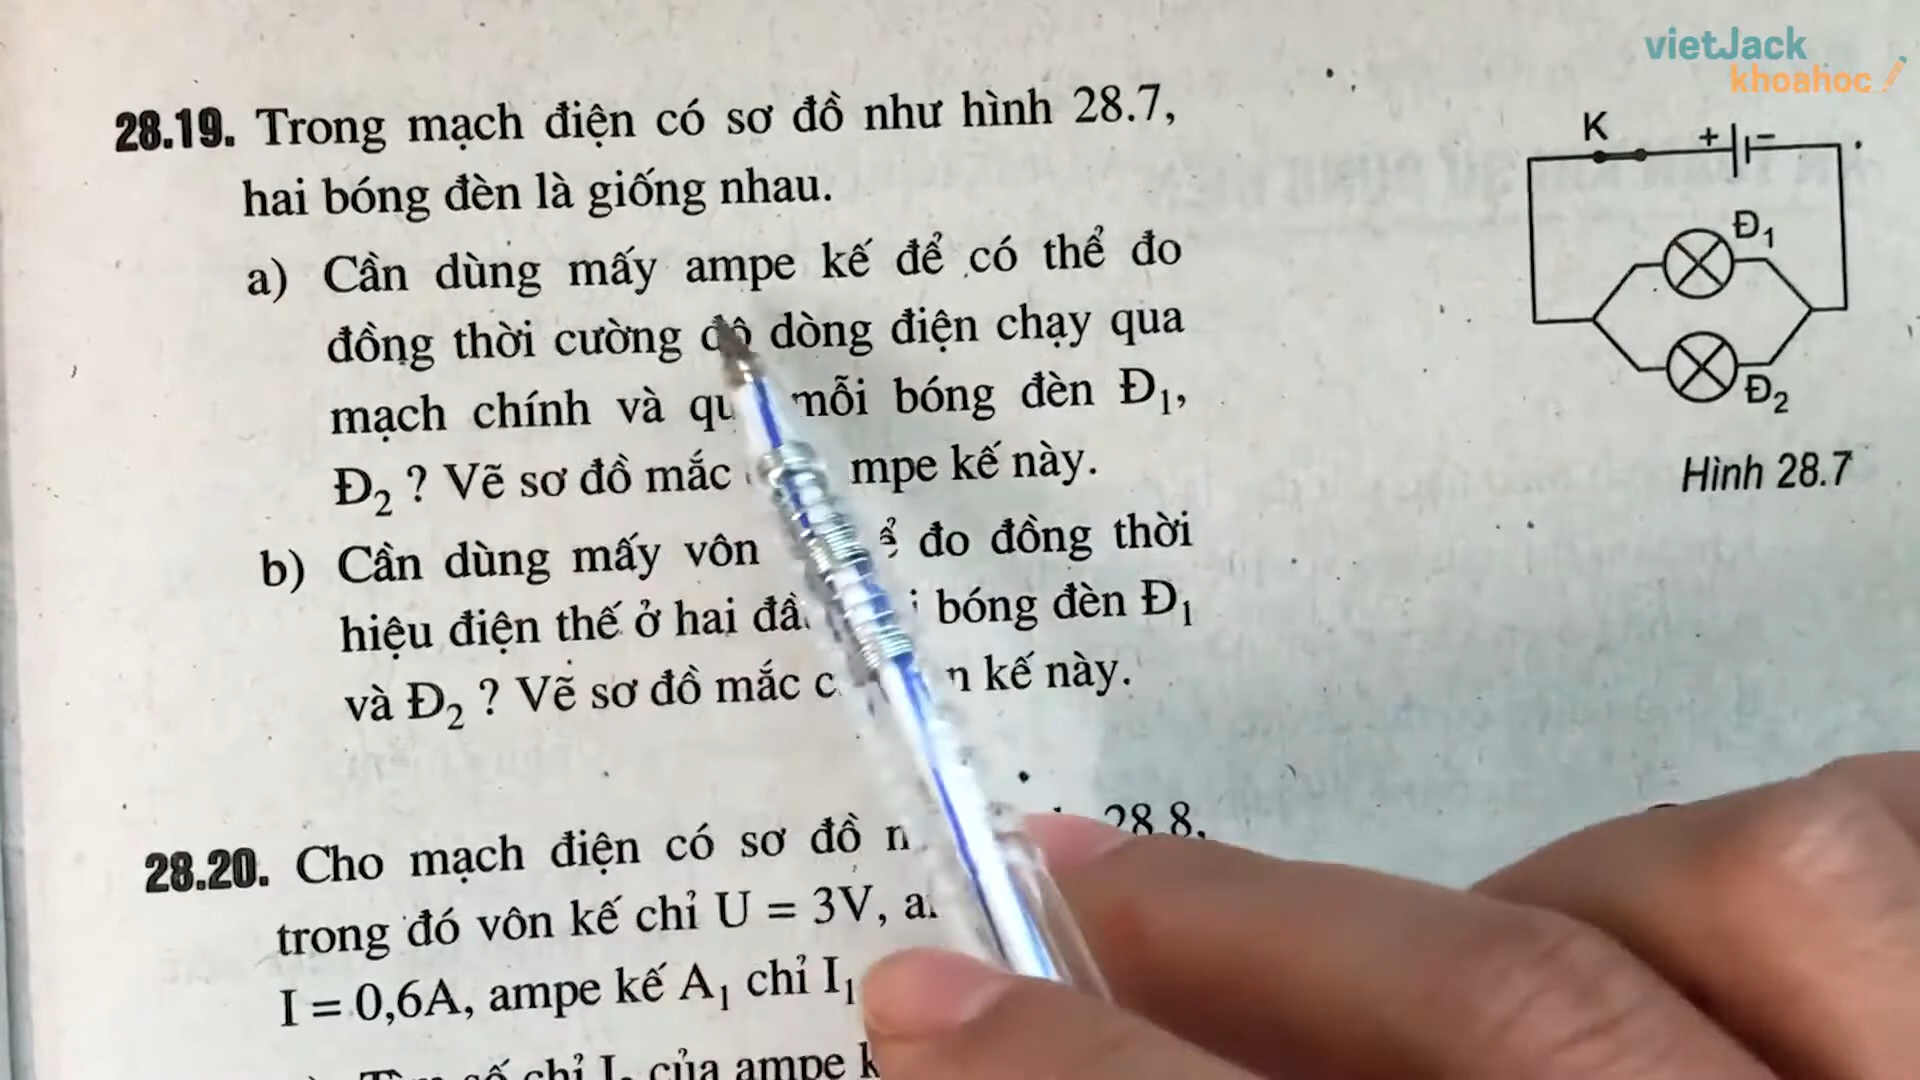 vietJack
khoahoc
28.19. Trong mạch điện có sơ đồ như hình 28.7,
hai bóng đèn là giống nhau.
a) Cần dùng mấy ampe kế để có thể đo
đồng thời cường độ dòng điện chạy qua
mạch chính và mỗi bóng đèn Đ1,
Đ2 ? Vẽ sơ đồ mắc kế này.
b) Cần dùng mấy vôn đo đồng thời
hiệu điện thế ở hai bóng đèn Đ1
và Đ2 ? Vẽ sơ đồ mắc kế này.
K
+ −
Đ1
Đ2
Hình 28.7
28.20. Cho mạch điện có sơ đồ 28.8,
trong đó vôn kế chỉ U = 3V,
I = 0,6A, ampe kế A1 chỉ I1
số chỉ của ampe